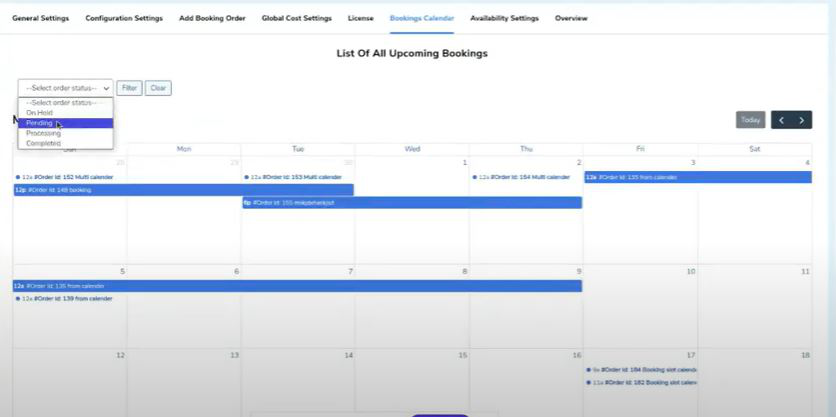 General Settings Configuration Settings Add Booking Order Global Cost Settings License Bookings Calendar Availability Settings Overview
List Of All Upcoming Bookings
--Select order status-- Filter Clear
--Select order status--
On Hold
Pending
Processing
Completed
Today
Mon Tue Wed Thu Fri Sat
28 29 30 1 2 3 4
12a #Order Id: 152 Multi calender 12a #Order Id: 153 Multi calender 12a #Order Id: 154 Multi calender 12a #Order Id: 135 from calender
12p #Order Id: 149 booking
6p #Order Id: 155
5 6 7 8 9 10 11
12a #Order Id: 135 from calender
12a #Order Id: 139 from calender
12 13 14 15 16 17 18
9a #Order Id: 184 Booking slot calend
11a #Order Id: 182 Booking slot calen